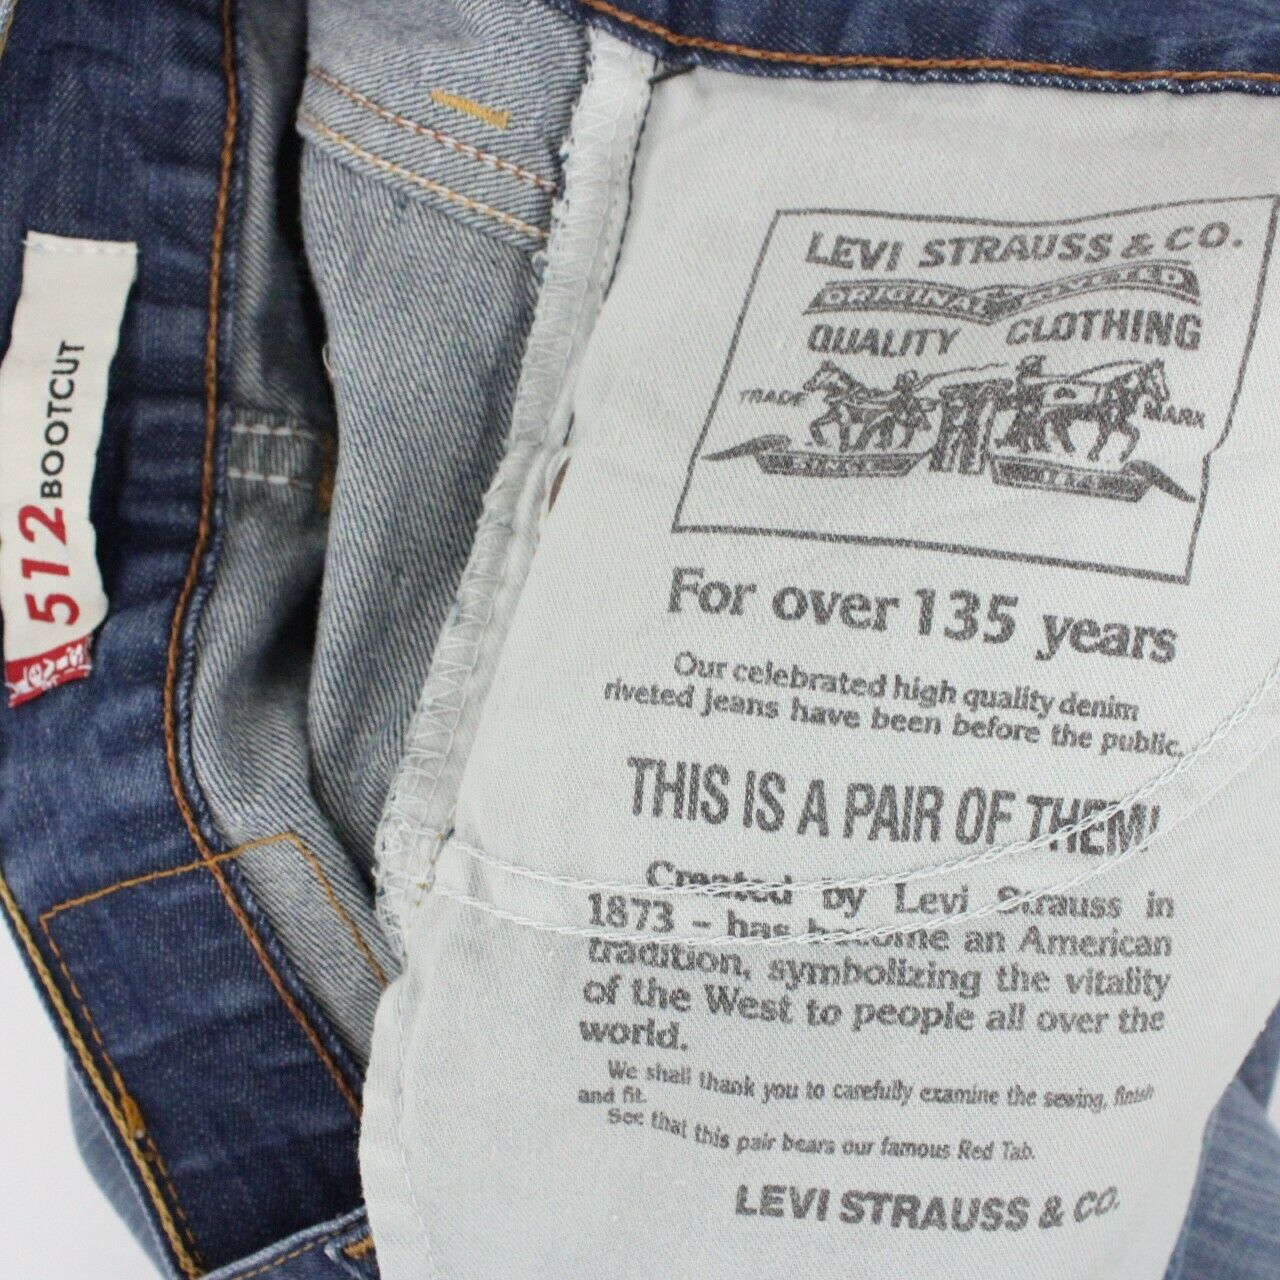 512 BOOTCUT
LEVI STRAUSS & CO.
ORIGINAL RIVETED
QUALITY CLOTHING
TRADE MARK
For over 135 years
Our celebrated high quality denim
riveted jeans have been before the public.
THIS IS A PAIR OF THEM!
Created by Levi Strauss in
1873 - has become an American
tradition, symbolizing the vitality
of the West to people all over the
world.
We shall thank you to carefully examine the sewing, finish
and fit.
See that this pair bears our famous Red Tab.
LEVI STRAUSS & CO.